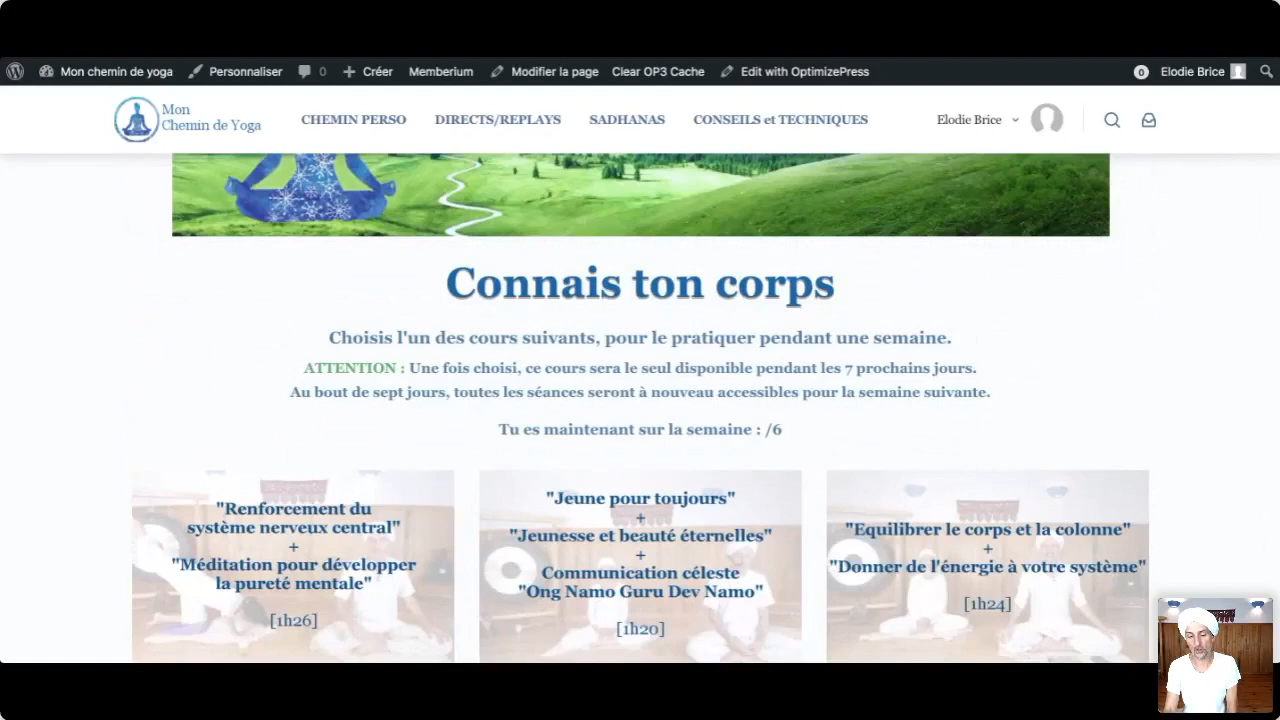 Mon chemin de yoga Personnaliser 0 Créer Memberium Modifier la page Clear OP3 Cache Edit with OptimizePress 0 Elodie Brice
Mon
Chemin de Yoga
CHEMIN PERSO DIRECTS/REPLAYS SADHANAS CONSEILS et TECHNIQUES Elodie Brice
Connais ton corps
Choisis l'un des cours suivants, pour le pratiquer pendant une semaine.
ATTENTION : Une fois choisi, ce cours sera le seul disponible pendant les 7 prochains jours.
Au bout de sept jours, toutes les séances seront à nouveau accessibles pour la semaine suivante.
Tu es maintenant sur la semaine : /6
"Renforcement du
système nerveux central"
+
"Méditation pour développer
la pureté mentale"
[1h26]
"Jeune pour toujours"
+
"Jeunesse et beauté éternelles"
+
Communication céleste
"Ong Namo Guru Dev Namo"
[1h20]
"Equilibrer le corps et la colonne"
+
"Donner de l'énergie à votre système"
[1h24]